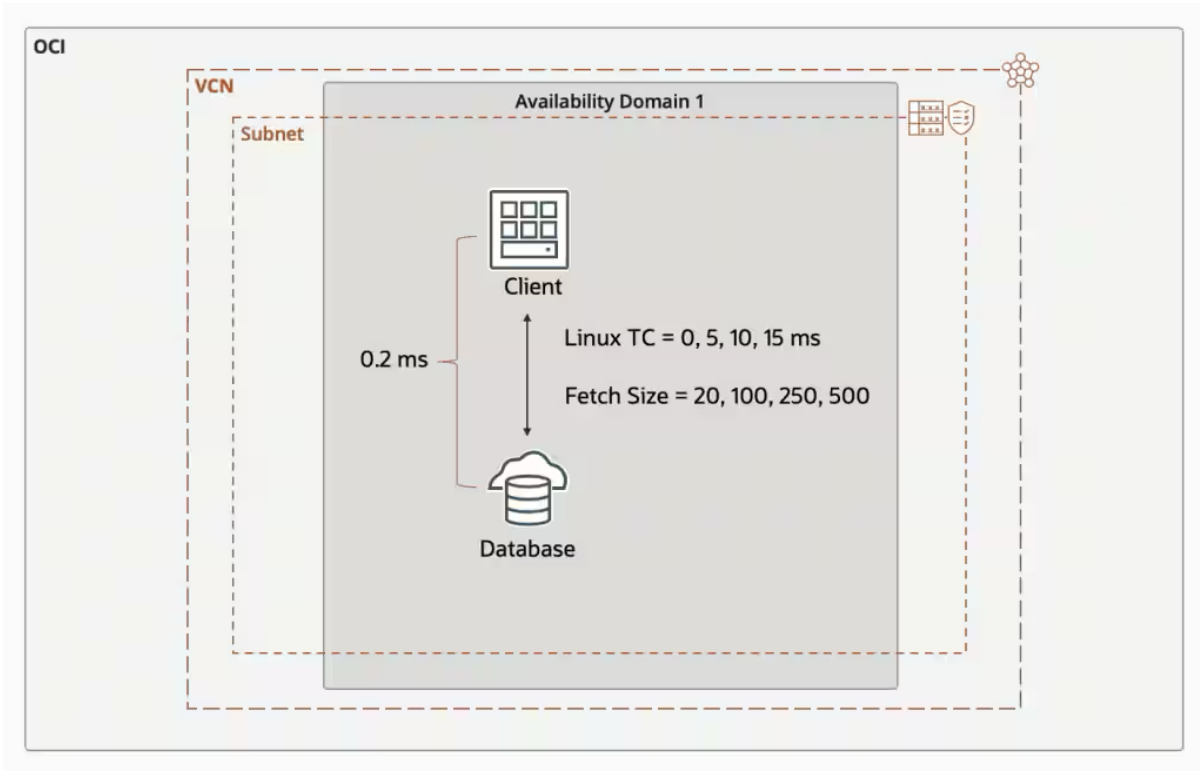 OCI
VCN
Availability Domain 1
Subnet
Client
Linux TC = 0, 5, 10, 15 ms
0.2 ms
Fetch Size = 20, 100, 250, 500
Database